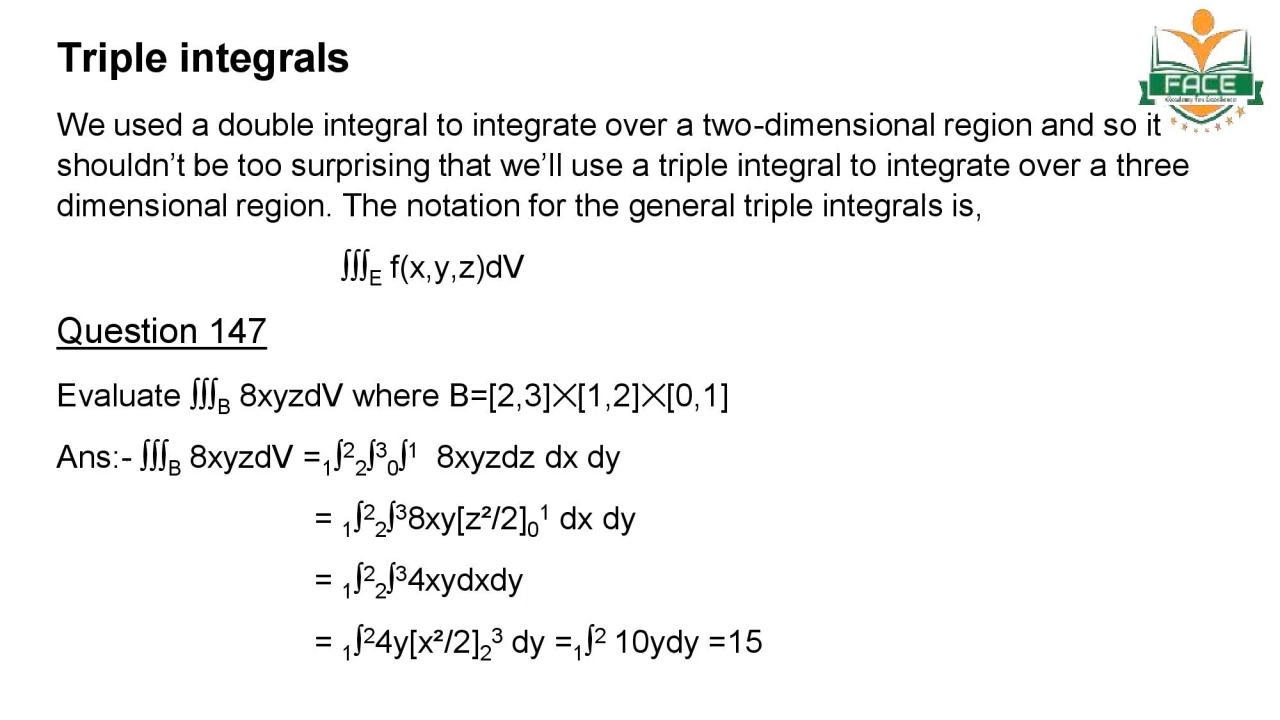 Triple integrals
FACE
Academy For Excellence
We used a double integral to integrate over a two-dimensional region and so it
shouldn’t be too surprising that we’ll use a triple integral to integrate over a three
dimensional region. The notation for the general triple integrals is,
∭E f(x,y,z)dV
Question 147
Evaluate ∭B 8xyzdV where B=[2,3]╳[1,2]╳[0,1]
Ans:- ∭B 8xyzdV =₁∫²₂∫³₀∫¹ 8xyzdz dx dy
= ₁∫²₂∫³8xy[z²/2]₀¹ dx dy
= ₁∫²₂∫³4xydxdy
= ₁∫²4y[x²/2]₂³ dy =₁∫² 10ydy =15